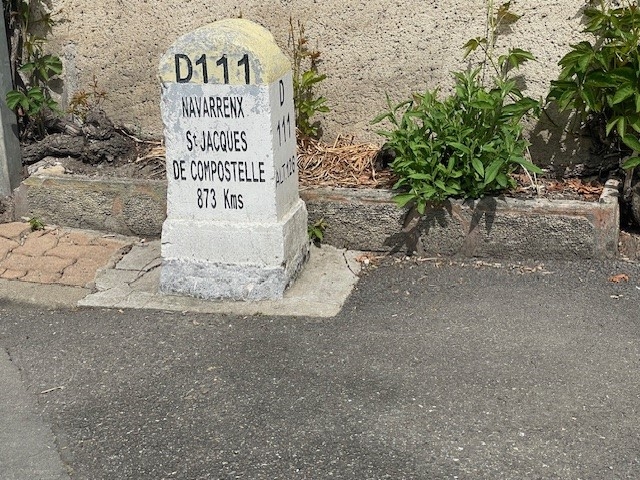 D111
NAVARRENX
St JACQUES
DE COMPOSTELLE
873 Kms
D
111